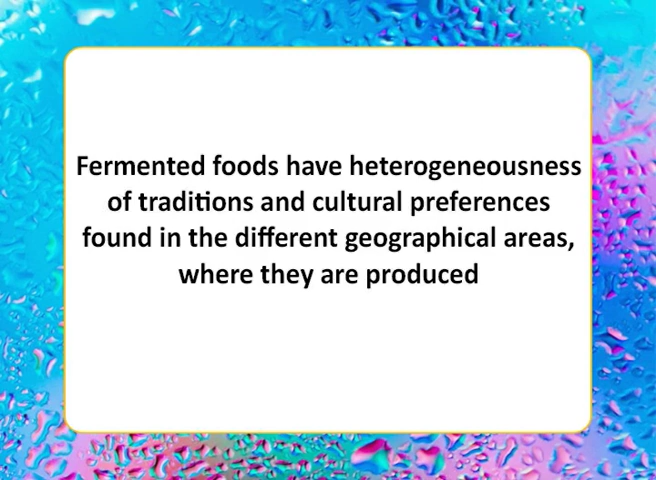 Fermented foods have heterogeneousness
of traditions and cultural preferences
found in the different geographical areas,
where they are produced